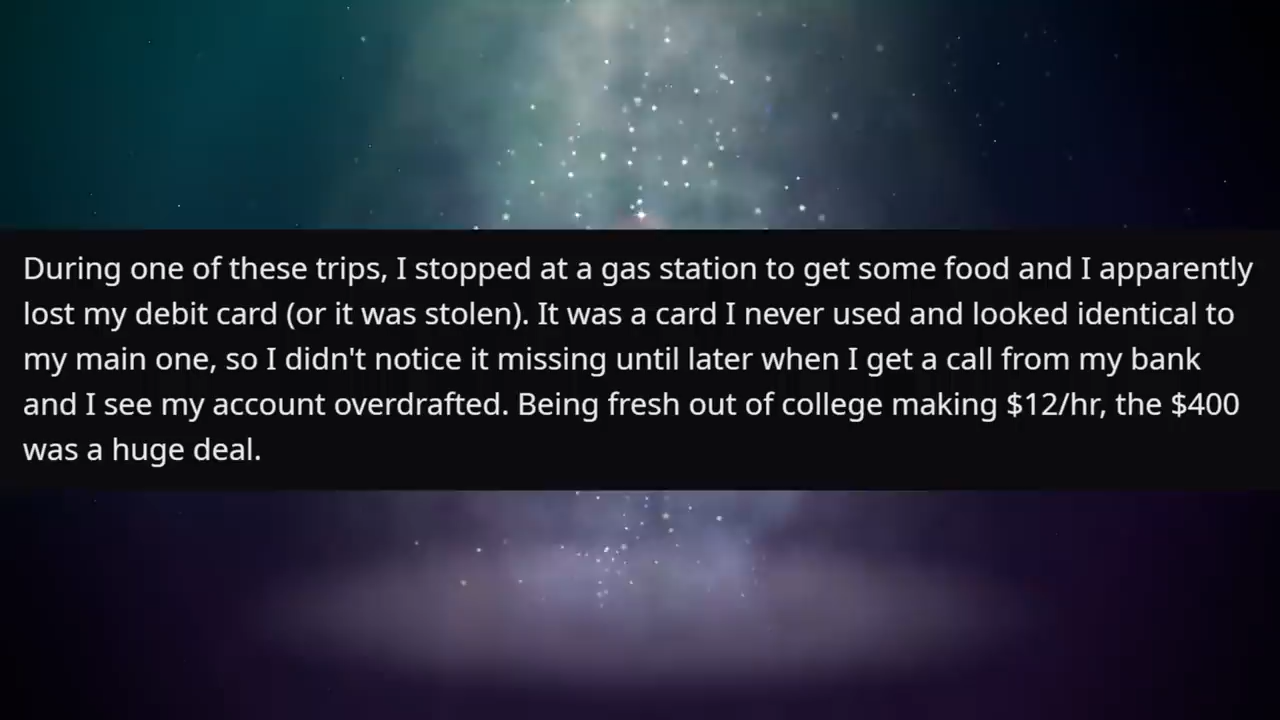 During one of these trips, I stopped at a gas station to get some food and I apparently
lost my debit card (or it was stolen). It was a card I never used and looked identical to
my main one, so I didn't notice it missing until later when I get a call from my bank
and I see my account overdrafted. Being fresh out of college making $12/hr, the $400
was a huge deal.